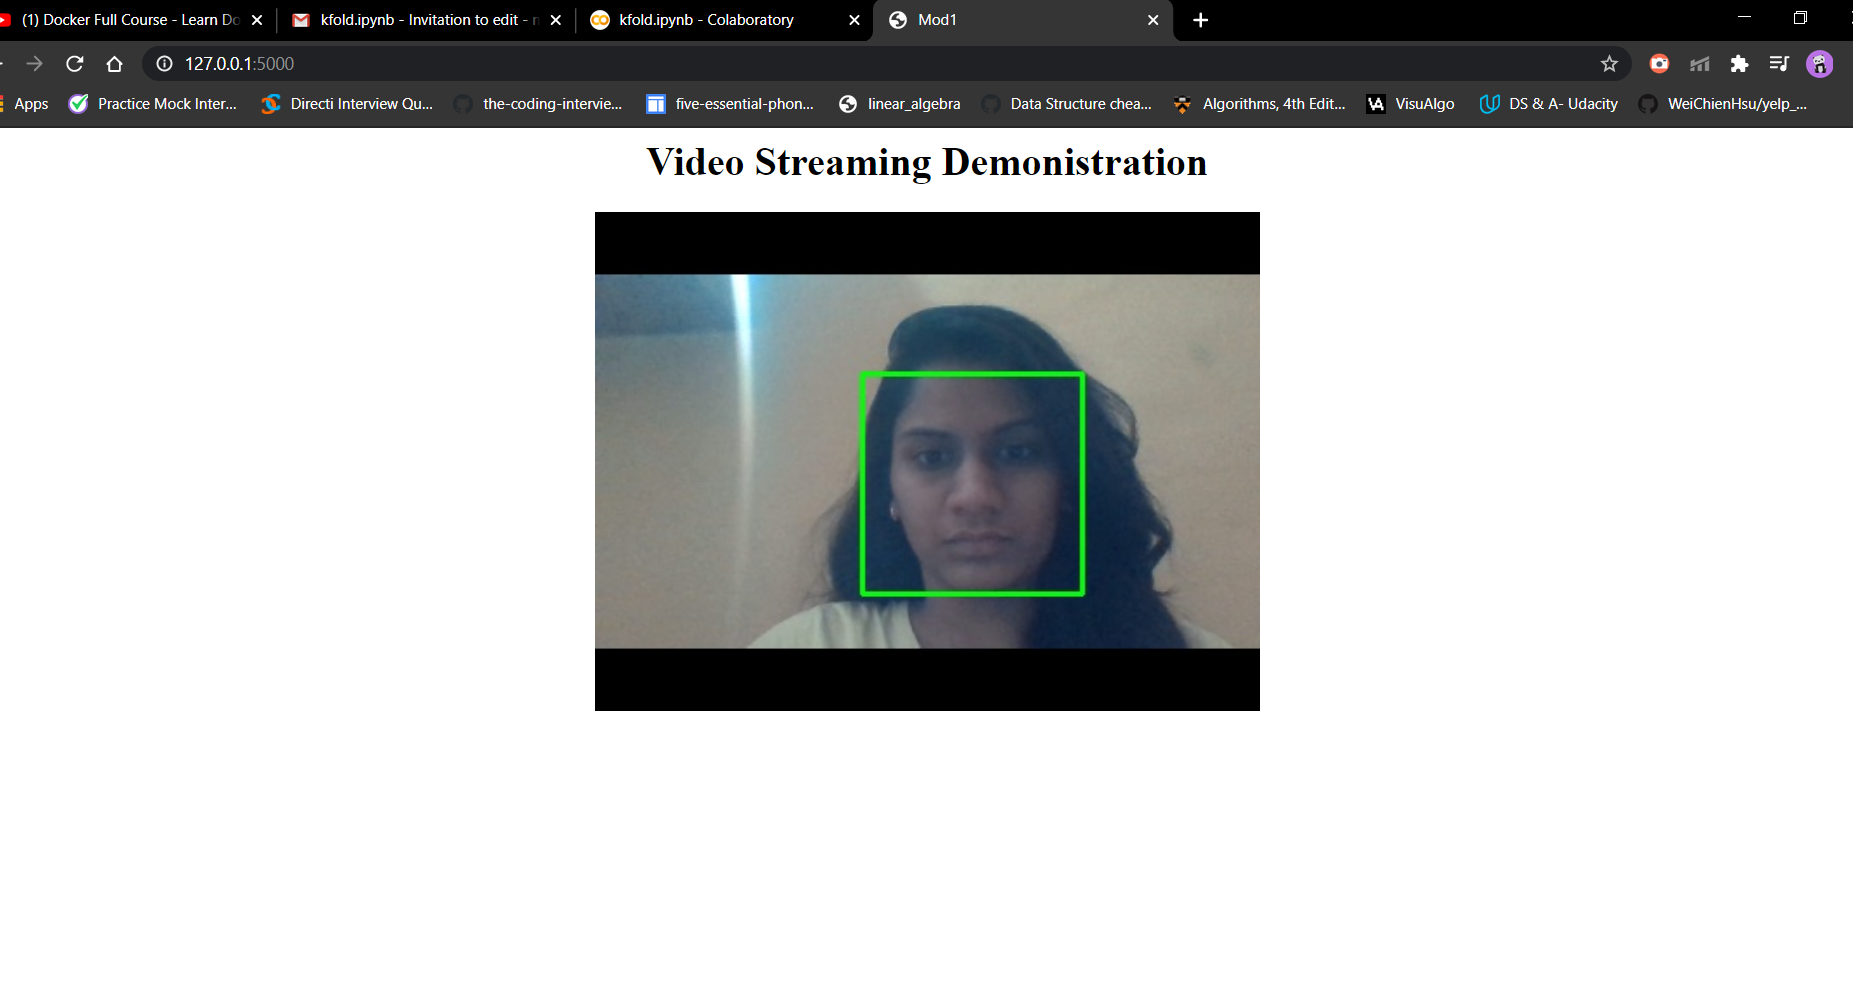 (1) Docker Full Course - Learn Do
kfold.ipynb - Invitation to edit -
kfold.ipynb - Colaboratory
Mod1
127.0.0.1:5000
Apps
Practice Mock Inter...
Directi Interview Qu...
the-coding-intervie...
five-essential-phon...
linear_algebra
Data Structure chea...
Algorithms, 4th Edit...
VisuAlgo
DS & A- Udacity
WeiChienHsu/yelp_...
Video Streaming Demonistration